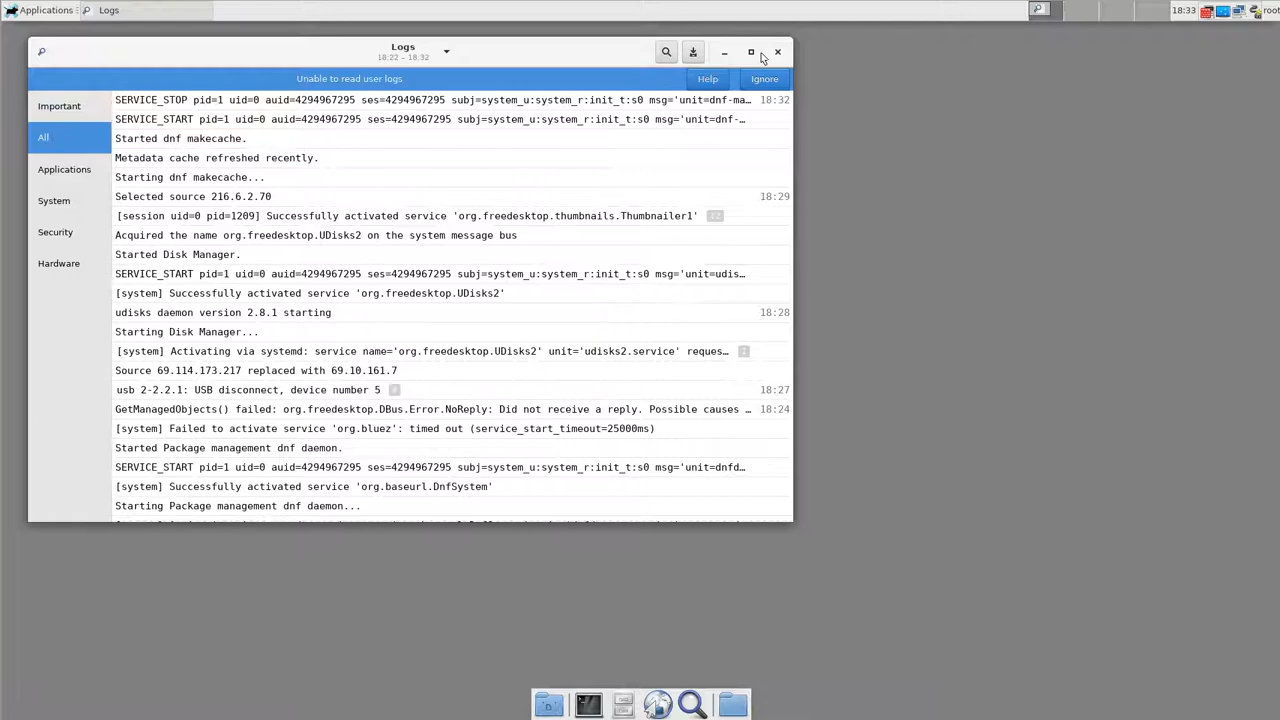 Applications
Logs
18:33
root
Logs
18:22 – 18:32
Unable to read user logs
Help
Ignore
Important
All
Applications
System
Security
Hardware
SERVICE_STOP pid=1 uid=0 auid=4294967295 ses=4294967295 subj=system_u:system_r:init_t:s0 msg='unit=dnf-ma… 18:32
SERVICE_START pid=1 uid=0 auid=4294967295 ses=4294967295 subj=system_u:system_r:init_t:s0 msg='unit=dnf-…
Started dnf makecache.
Metadata cache refreshed recently.
Starting dnf makecache...
Selected source 216.6.2.70 18:29
[session uid=0 pid=1209] Successfully activated service 'org.freedesktop.thumbnails.Thumbnailer1'
Acquired the name org.freedesktop.UDisks2 on the system message bus
Started Disk Manager.
SERVICE_START pid=1 uid=0 auid=4294967295 ses=4294967295 subj=system_u:system_r:init_t:s0 msg='unit=udis…
[system] Successfully activated service 'org.freedesktop.UDisks2'
udisks daemon version 2.8.1 starting 18:28
Starting Disk Manager...
[system] Activating via systemd: service name='org.freedesktop.UDisks2' unit='udisks2.service' reques… 2
Source 69.114.173.217 replaced with 69.10.161.7
usb 2-2.2.1: USB disconnect, device number 5 18:27
GetManagedObjects() failed: org.freedesktop.DBus.Error.NoReply: Did not receive a reply. Possible causes … 18:24
[system] Failed to activate service 'org.bluez': timed out (service_start_timeout=25000ms)
Started Package management dnf daemon.
SERVICE_START pid=1 uid=0 auid=4294967295 ses=4294967295 subj=system_u:system_r:init_t:s0 msg='unit=dnfd…
[system] Successfully activated service 'org.baseurl.DnfSystem'
Starting Package management dnf daemon...